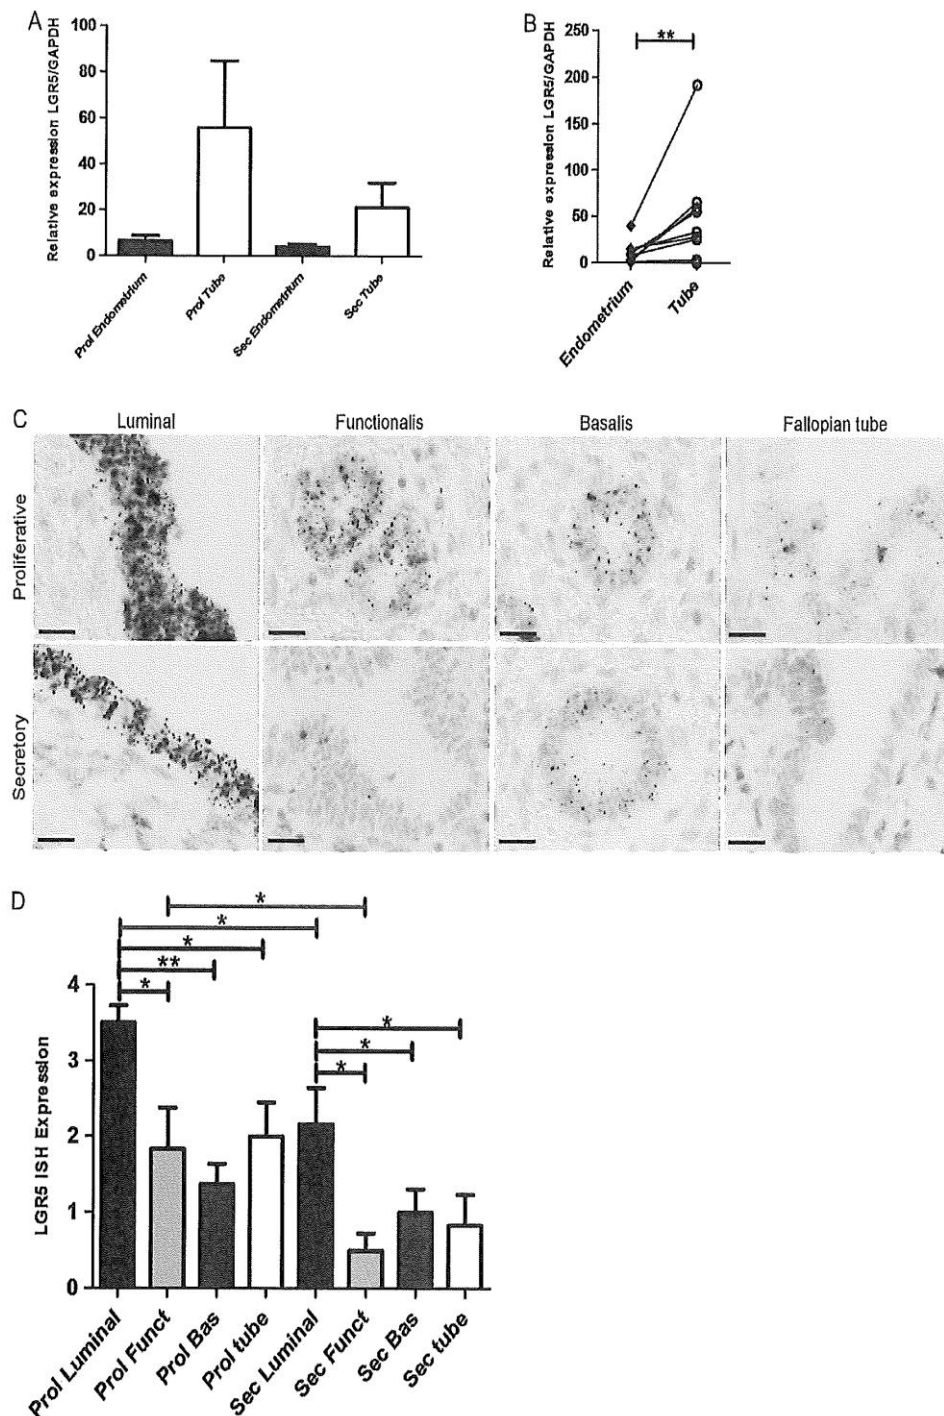 A
Relative expression LGR5/GAPDH
100
80
60
40
20
0
Prol Endometrium
Prol Tube
Sec Endometrium
Sec Tube
B
Relative expression LGR5/GAPDH
250
200
150
100
50
0
**
Endometrium
Tube
C
Luminal Functionalis Basalis Fallopian tube
Proliferative
Secretory
D
LGR5 ISH Expression
4
3
2
1
0
*
*
*
**
*
*
*
*
Prol Luminal
Prol Funct
Prol Bas
Prol tube
Sec Luminal
Sec Funct
Sec Bas
Sec tube